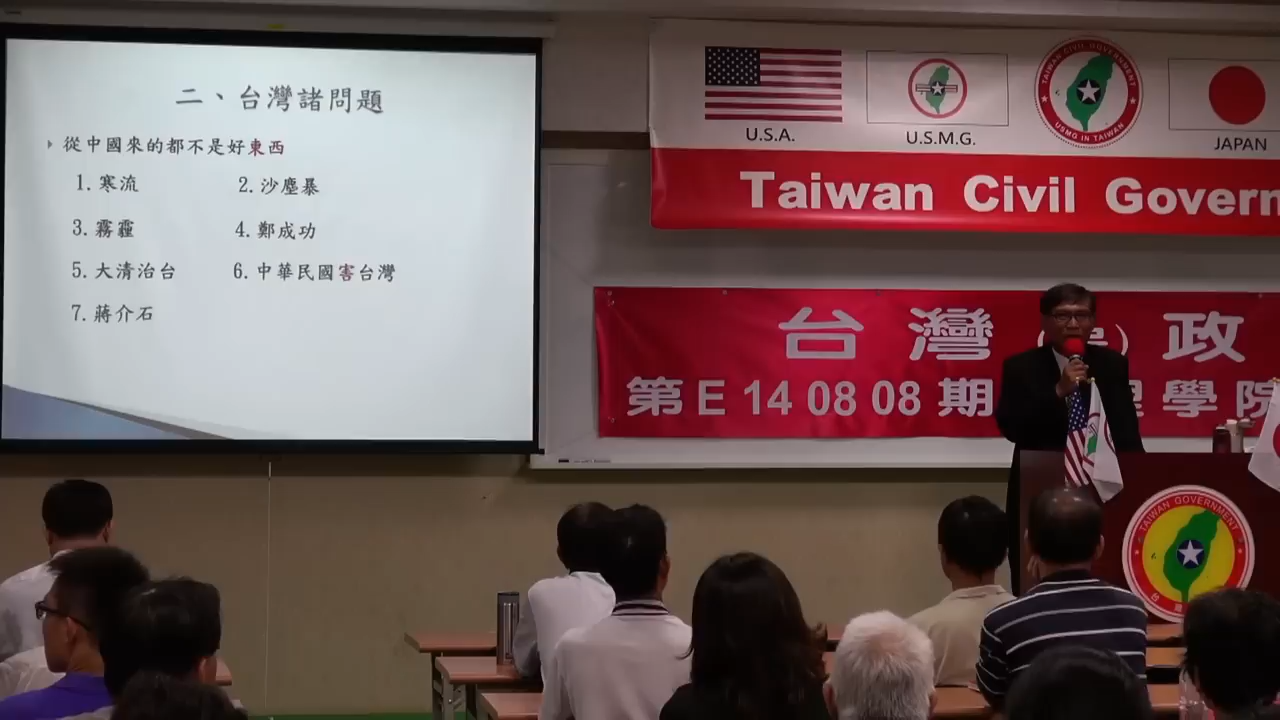 二、台灣諸問題
從中國來的都不是好東西
1.寒流
2.沙塵暴
3.霧霾
4.鄭成功
5.大清治台
6.中華民國害台灣
7.蔣介石
U.S.A.
U.S.M.G.
TAIWAN CIVIL GOVERNMENT
USMG IN TAIWAN
JAPAN
Taiwan Civil Govern
台灣 政
第E 14 08 08 期 理學院
TAIWAN GOVERNMENT
台